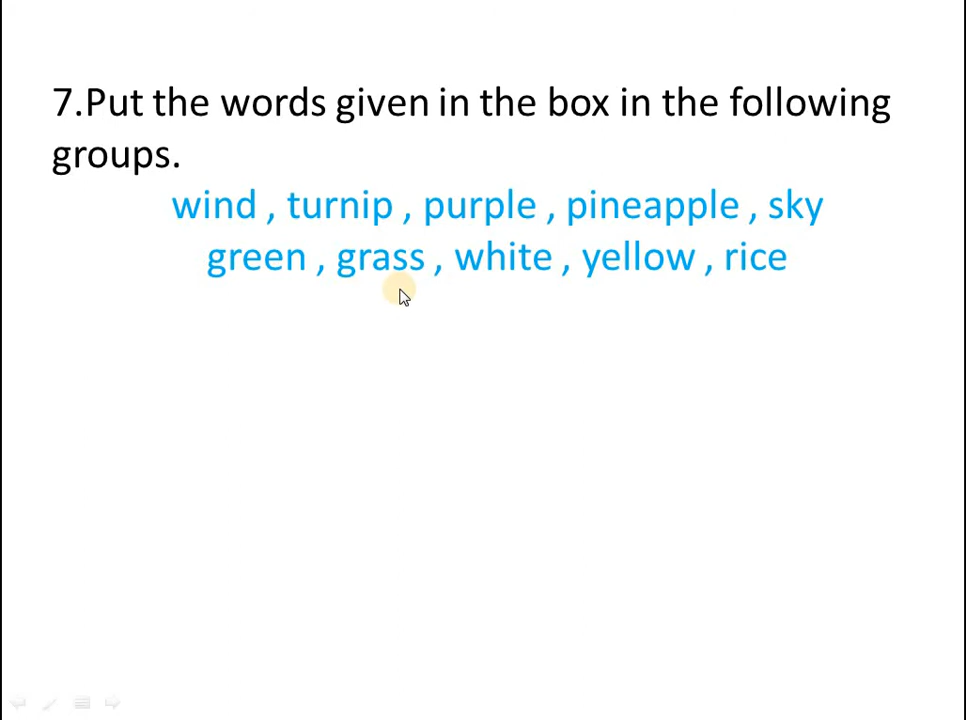 7.Put the words given in the box in the following
groups.
wind , turnip , purple , pineapple , sky
green , grass , white , yellow , rice